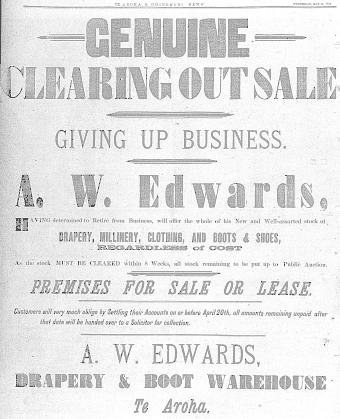 TE AROHA & OHINEMURI NEWS
GENUINE
CLEARING OUT SALE
GIVING UP BUSINESS.
A. W. Edwards,
HAVING determined to Retire from Business, will offer the whole of his New and Well-assorted stock of
DRAPERY, MILLINERY, CLOTHING, AND BOOTS & SHOES,
REGARDLESS of COST
As the stock MUST BE CLEARED within 8 Weeks, all stock remaining to be put up to Public Auction.
PREMISES FOR SALE OR LEASE.
Customers will very much oblige by Settling their Accounts on or before April 20th, all amounts remaining unpaid after
that date will be handed over to a Solicitor for collection.
A. W. EDWARDS,
DRAPERY & BOOT WAREHOUSE
Te Aroha.